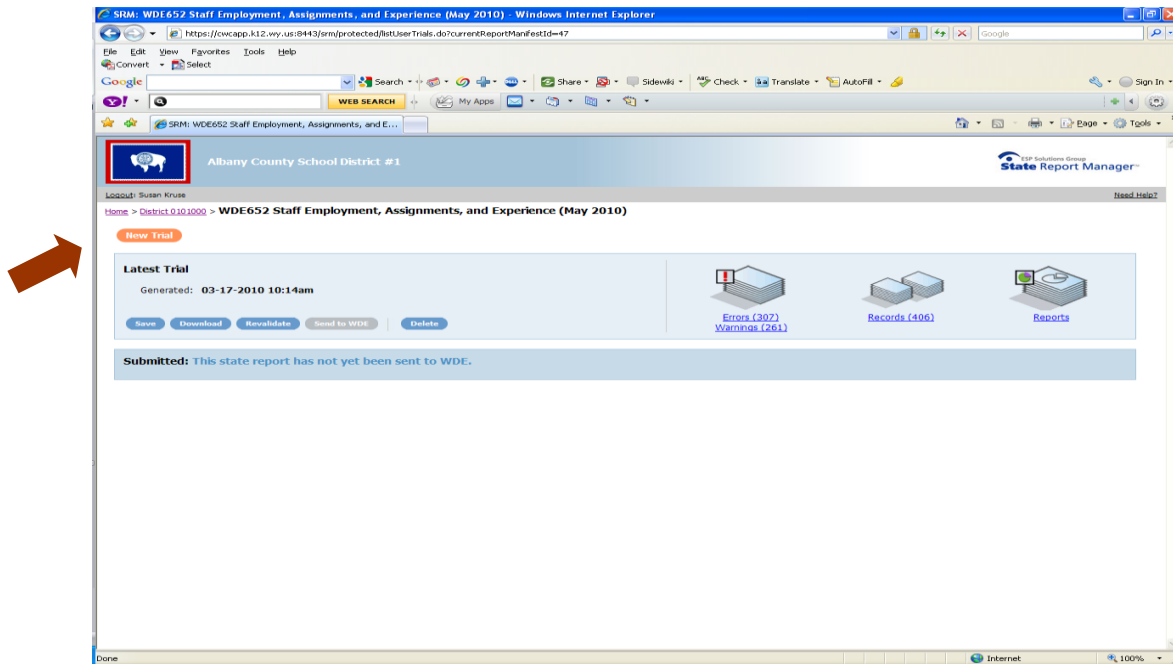 SRM: WDE652 Staff Employment, Assignments, and Experience (May 2010) - Windows Internet Explorer
https://cwcapp.k12.wy.us:8443/srm/protected/listUserTrials.do?currentReportManifestId=47
Google
File Edit View Favorites Tools Help
Convert Select
Google Search Share Sidewiki Check Translate AutoFill Sign In
Y! WEB SEARCH My Apps
SRM: WDE652 Staff Employment, Assignments, and E... Page Tools
Albany County School District #1
ESP Solutions Group
State Report Manager
Logout: Susan Kruse Need Help?
Home > District 0101000 > WDE652 Staff Employment, Assignments, and Experience (May 2010)
New Trial
Latest Trial
Generated: 03-17-2010 10:14am
Save Download Revalidate Send to WDE Delete
Errors (307)
Warnings (261)
Records (406)
Reports
Submitted: This state report has not yet been sent to WDE.
Done Internet 100%